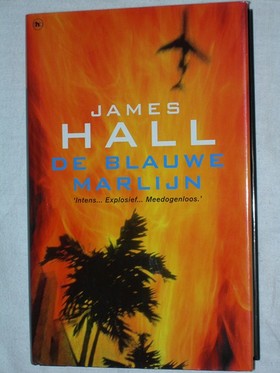 JAMES
HALL
DE BLAUWE
MARLIJN
'Intens... Explosief... Meedogenloos.'